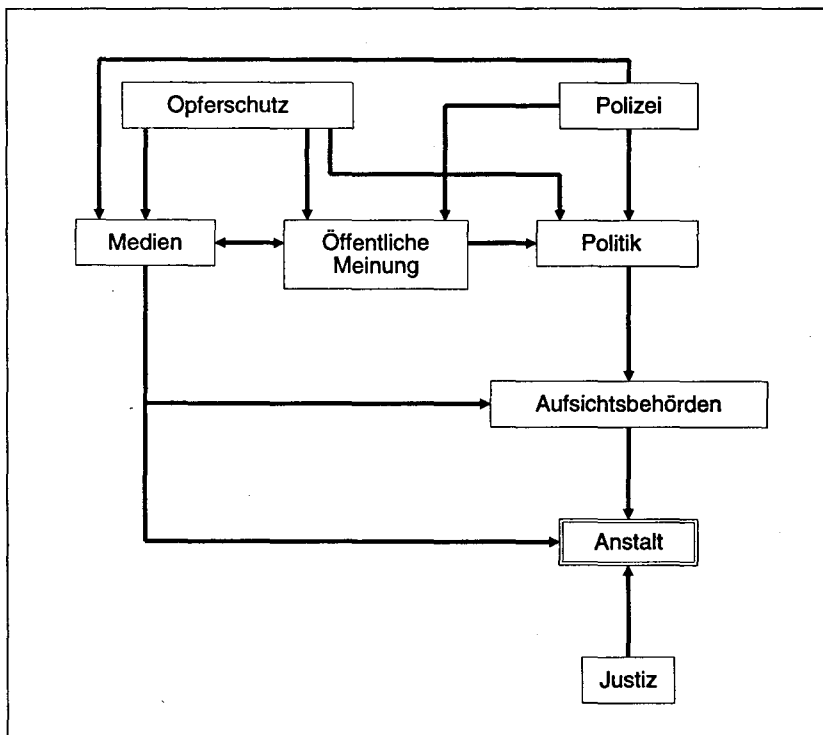 Opferschutz
Polizei
Medien
Öffentliche
Meinung
Politik
Aufsichtsbehörden
Anstalt
Justiz